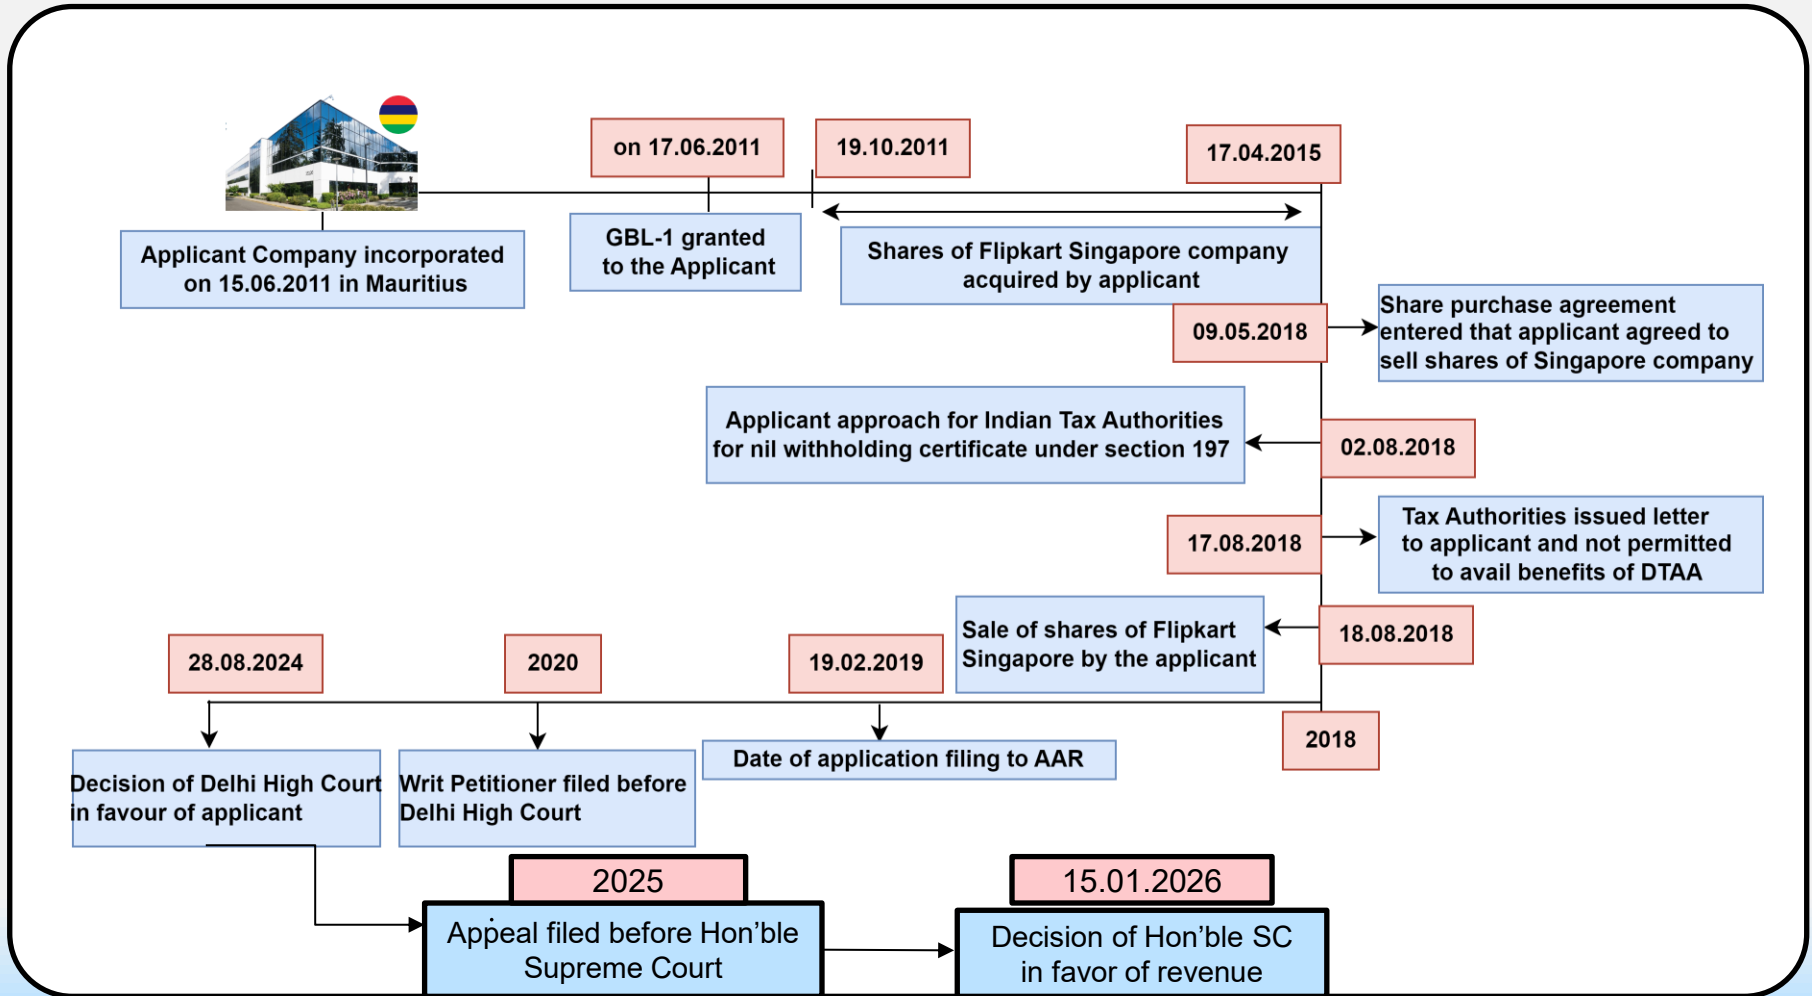 on 17.06.2011
19.10.2011
17.04.2015
Applicant Company incorporated
on 15.06.2011 in Mauritius
GBL-1 granted
to the Applicant
Shares of Flipkart Singapore company
acquired by applicant
09.05.2018
Share purchase agreement
entered that applicant agreed to
sell shares of Singapore company
Applicant approach for Indian Tax Authorities
for nil withholding certificate under section 197
02.08.2018
17.08.2018
Tax Authorities issued letter
to applicant and not permitted
to avail benefits of DTAA
Sale of shares of Flipkart
Singapore by the applicant
18.08.2018
28.08.2024
2020
19.02.2019
2018
Decision of Delhi High Court
in favour of applicant
Writ Petitioner filed before
Delhi High Court
Date of application filing to AAR
2025
Appeal filed before Hon’ble
Supreme Court
15.01.2026
Decision of Hon’ble SC
in favor of revenue